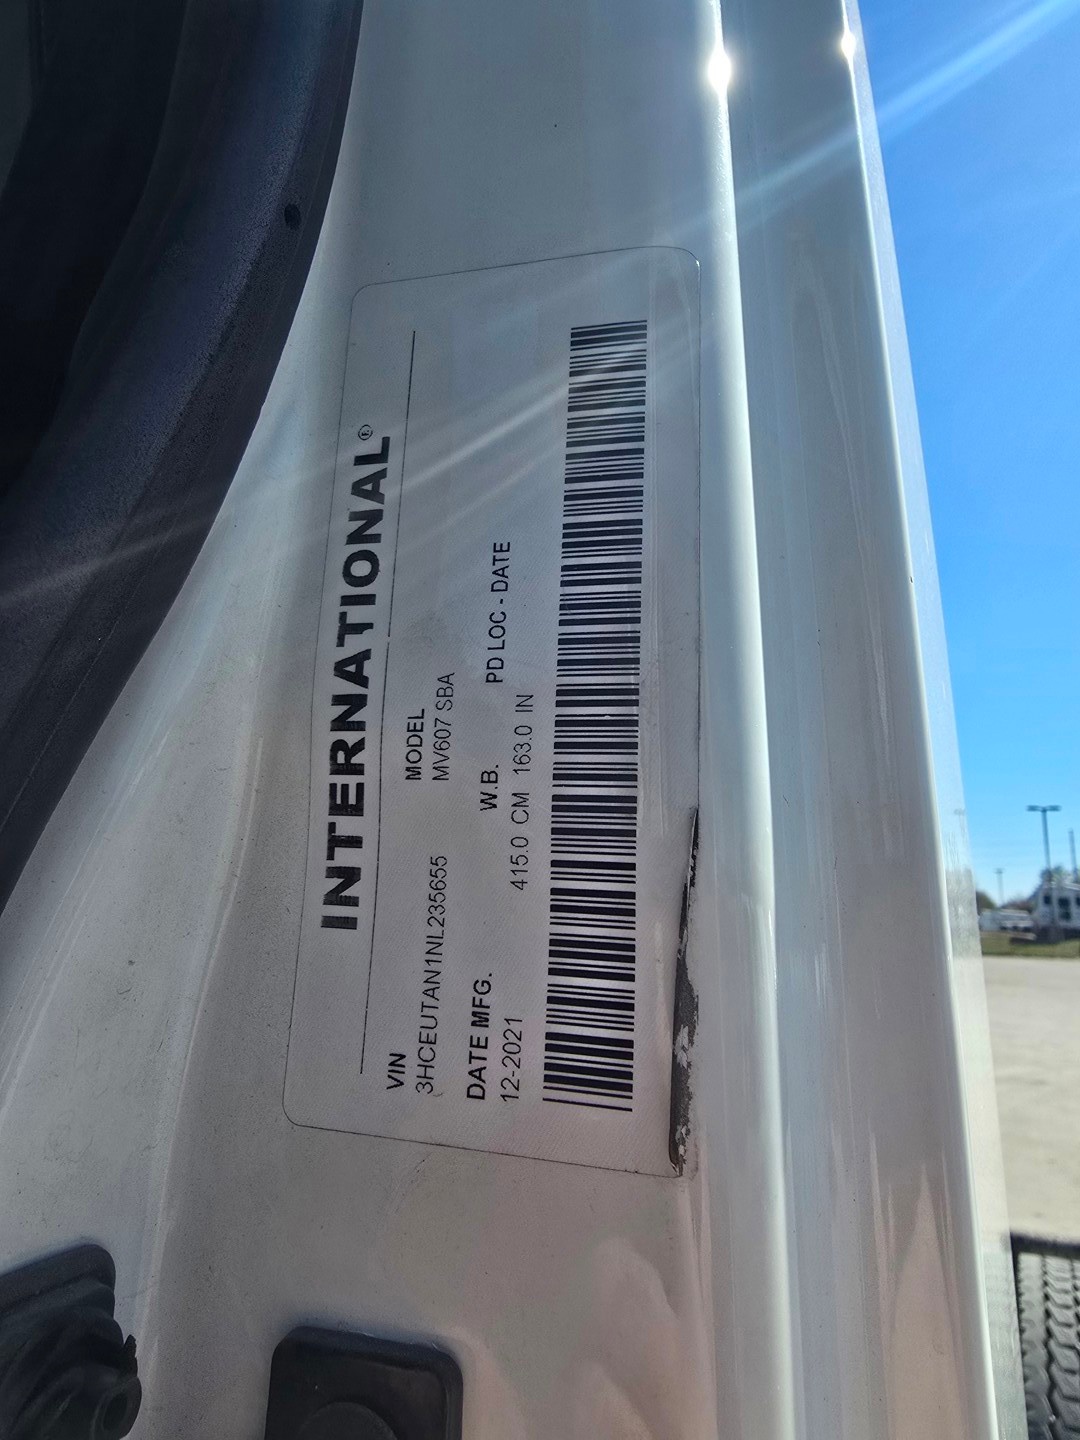 INTERNATIONAL®
VIN MODEL
3HCEUTAN1NL235655 MV607 SBA
DATE MFG. W.B. PD LOC - DATE
12-2021 415.0 CM 163.0 IN